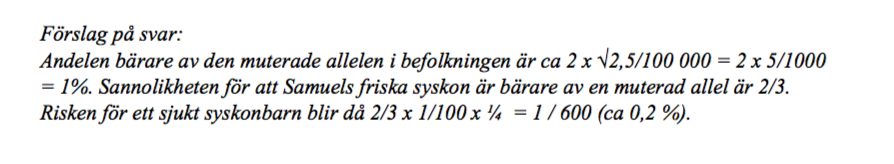 Förslag på svar:
Andelen bärare av den muterade allelen i befolkningen är ca 2 x √2,5/100 000 = 2 x 5/1000
= 1%. Sannolikheten för att Samuels friska syskon är bärare av en muterad allel är 2/3.
Risken för ett sjukt syskonbarn blir då 2/3 x 1/100 x ¼  = 1 / 600 (ca 0,2 %).